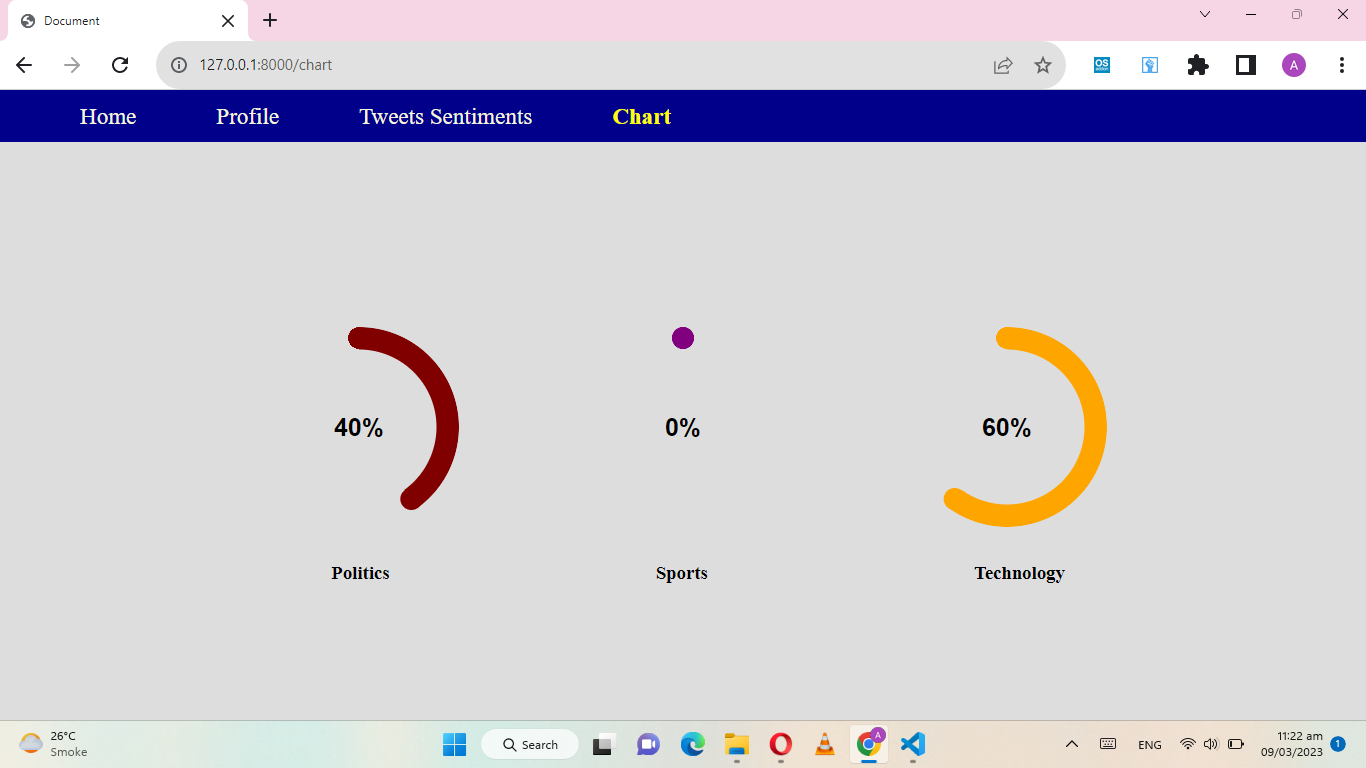 Document
127.0.0.1:8000/chart
OS
A
Home Profile Tweets Sentiments Chart
40% 0% 60%
Politics Sports Technology
26°C
Smoke
Search
A
ENG
11:22 am
09/03/2023
1